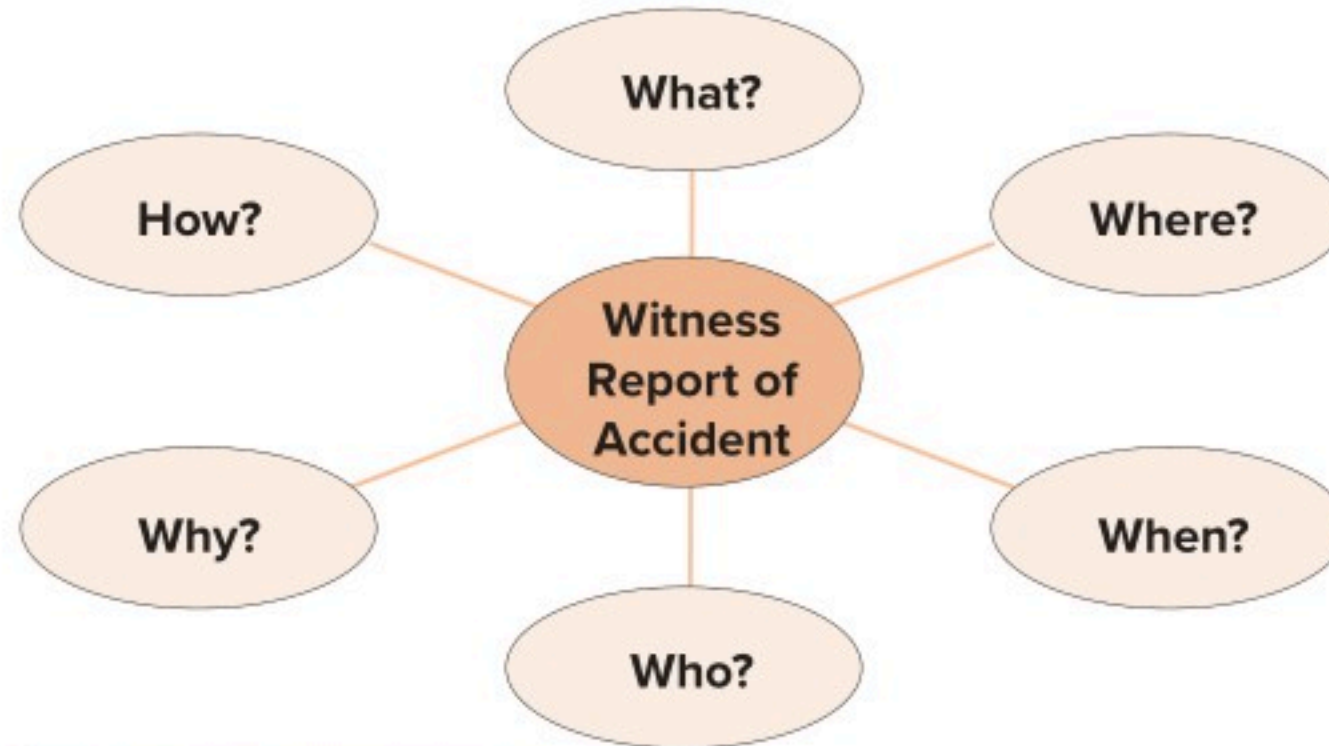 What?
How?
Where?
Witness
Report of
Accident
Why?
When?
Who?